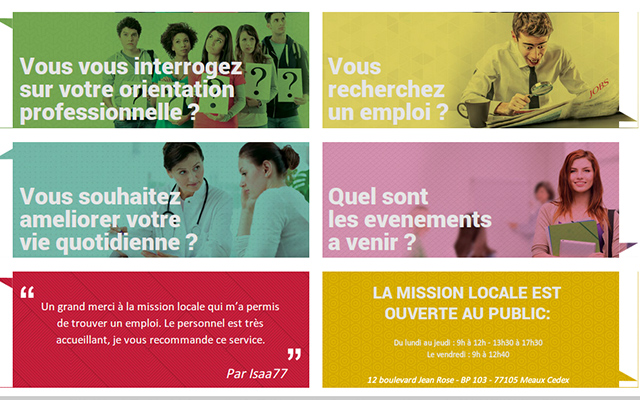 Vous vous interrogez
sur votre orientation
professionnelle ?
? ? ? ? ?
Vous
recherchez
un emploi ?
JOBS
Vous souhaitez
ameliorer votre
vie quotidienne ?
Quel sont
les evenements
a venir ?
“
Un grand merci à la mission locale qui m’a permis
de trouver un emploi. Le personnel est très
accueillant, je vous recommande ce service.
”
Par Isaa77
LA MISSION LOCALE EST
OUVERTE AU PUBLIC:
Du lundi au jeudi : 9h à 12h - 13h30 à 17h30
Le vendredi : 9h à 12h40
12 boulevard Jean Rose - BP 103 - 77105 Meaux Cedex